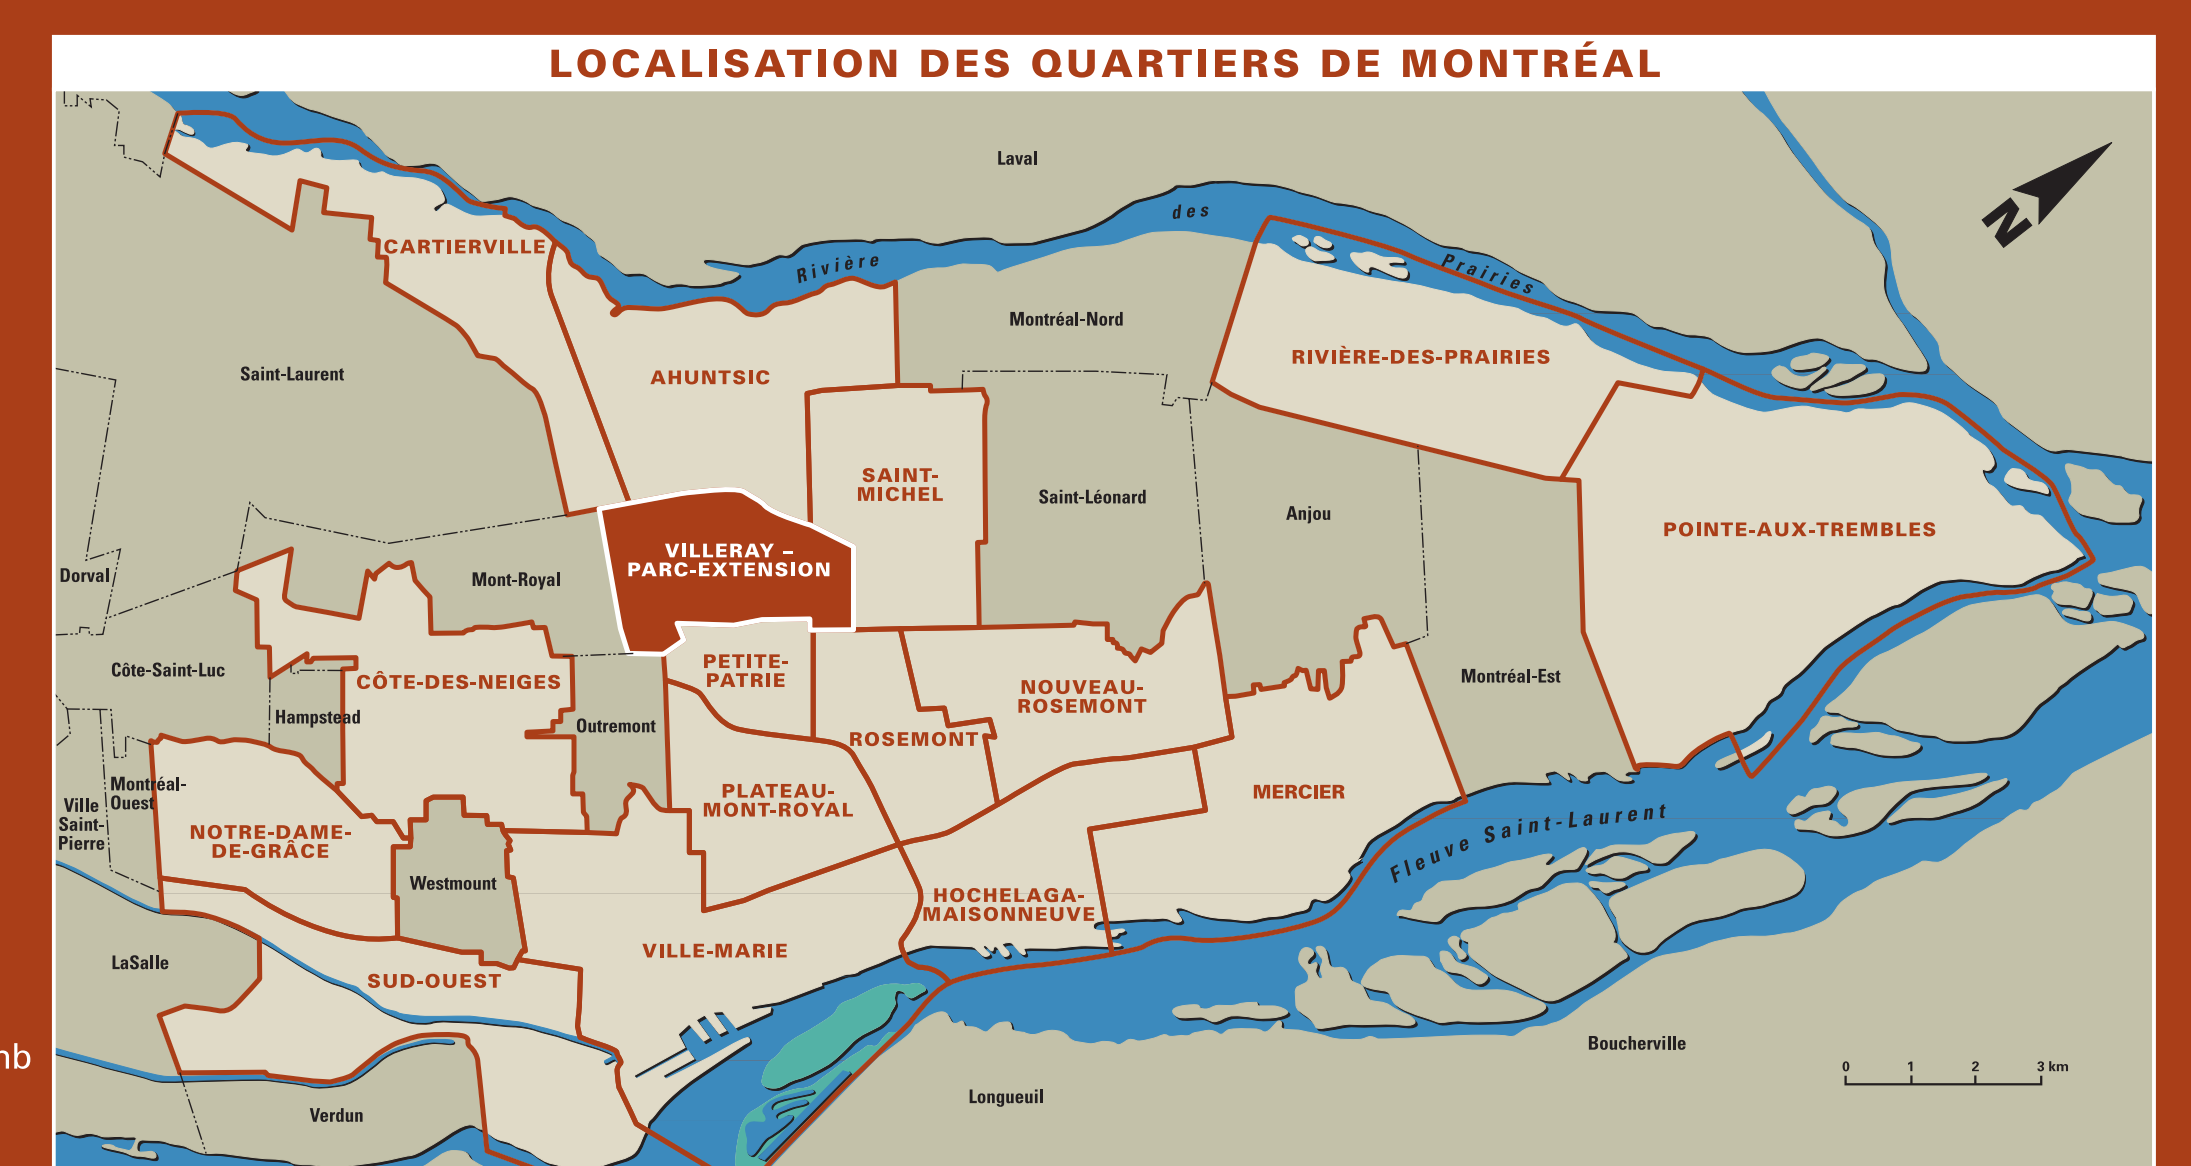 LOCALISATION DES QUARTIERS DE MONTRÉAL
Laval
N
des
Rivière
Prairies
CARTIERVILLE
Montréal-Nord
RIVIÈRE-DES-PRAIRIES
Saint-Laurent
AHUNTSIC
SAINT-
MICHEL
Saint-Léonard
Anjou
POINTE-AUX-TREMBLES
VILLERAY –
PARC-EXTENSION
Dorval
Mont-Royal
Côte-Saint-Luc
CÔTE-DES-NEIGES
PETITE-
PATRIE
NOUVEAU-
ROSEMONT
Montréal-Est
Hampstead
Outremont
ROSEMONT
Montréal-
Ouest
Ville
Saint-
Pierre
PLATEAU-
MONT-ROYAL
MERCIER
NOTRE-DAME-
DE-GRÂCE
Fleuve Saint-Laurent
Westmount
HOCHELAGA-
MAISONNEUVE
LaSalle
VILLE-MARIE
SUD-OUEST
Boucherville
nb
0 1 2 3 km
Longueuil
Verdun